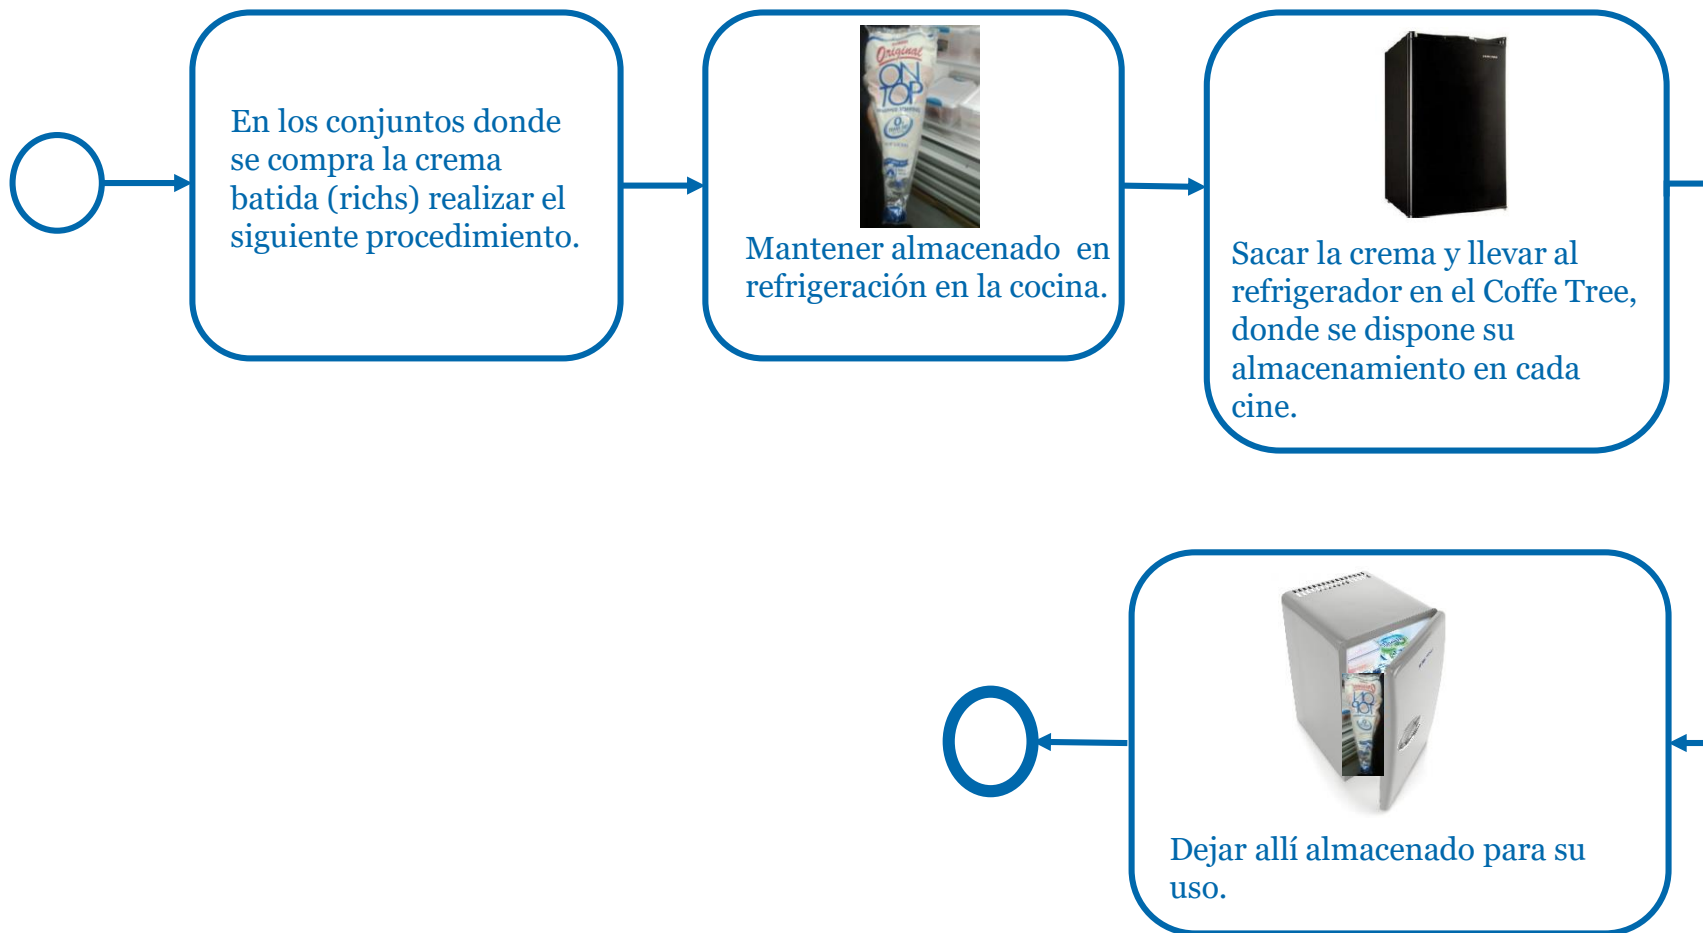 En los conjuntos donde
se compra la crema
batida (richs) realizar el
siguiente procedimiento.
Original
ON
TOP
Mantener almacenado en
refrigeración en la cocina.
Sacar la crema y llevar al
refrigerador en el Coffe Tree,
donde se dispone su
almacenamiento en cada
cine.
Dejar allí almacenado para su
uso.